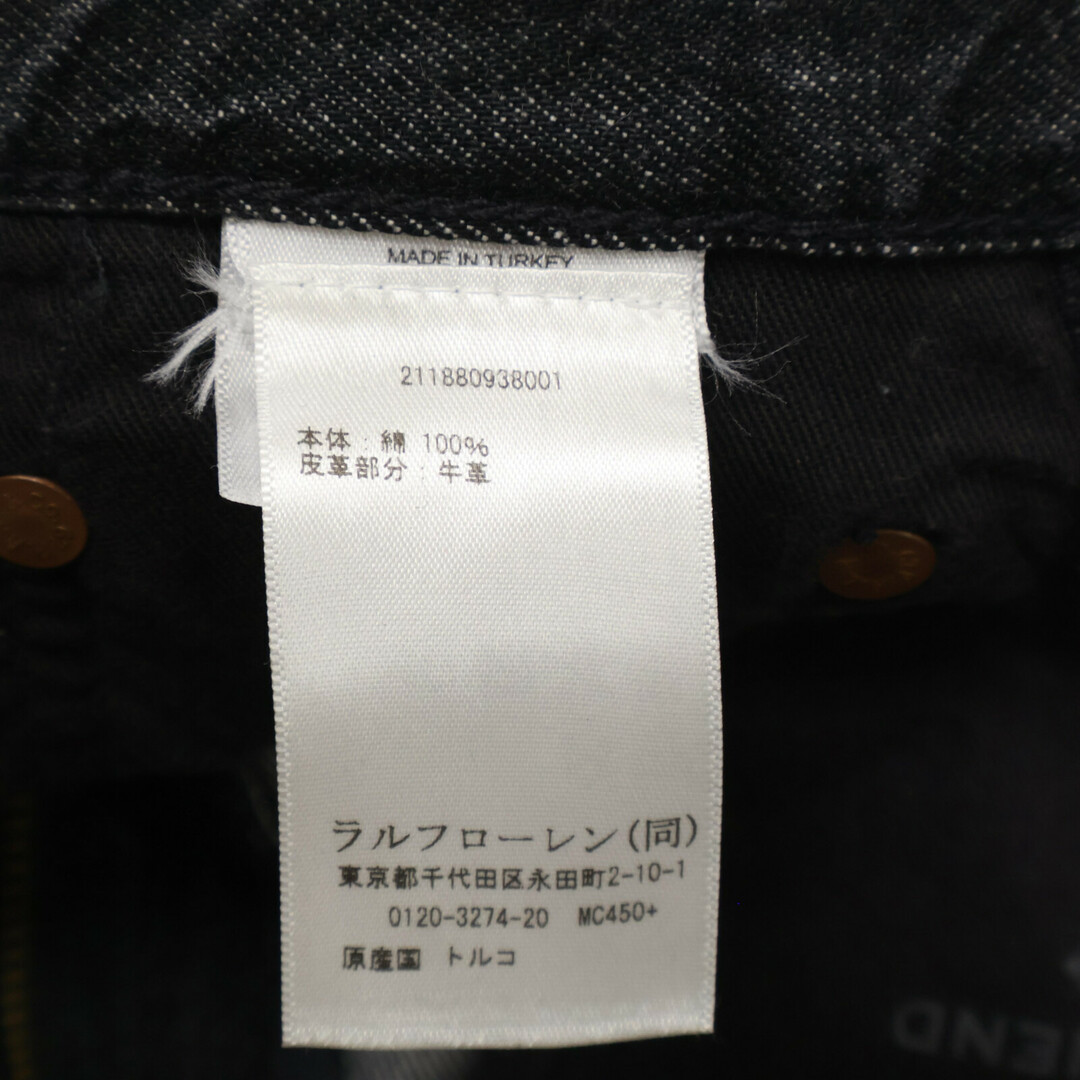 MADE IN TURKEY
211880938001
本体:綿 100%
皮革部分:牛革
ラルフローレン(同)
東京都千代田区永田町2-10-1
0120-3274-20 MC450+
原産国 トルコ